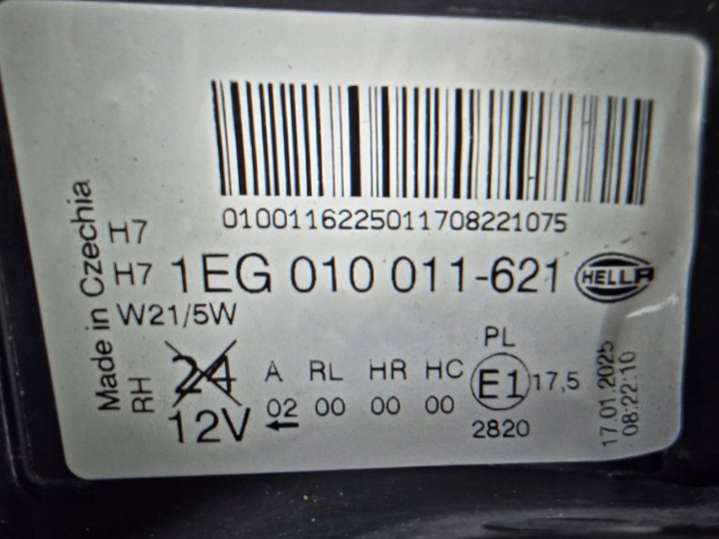 0100116225011708221075
Made in Czechia
RH
H7
H7
W21/5W
1EG 010 011-621
HELLA
24
12V
A RL HR HC
02 00 00 00
PL
E1 17,5
2820
17.01.2025
08:22:10